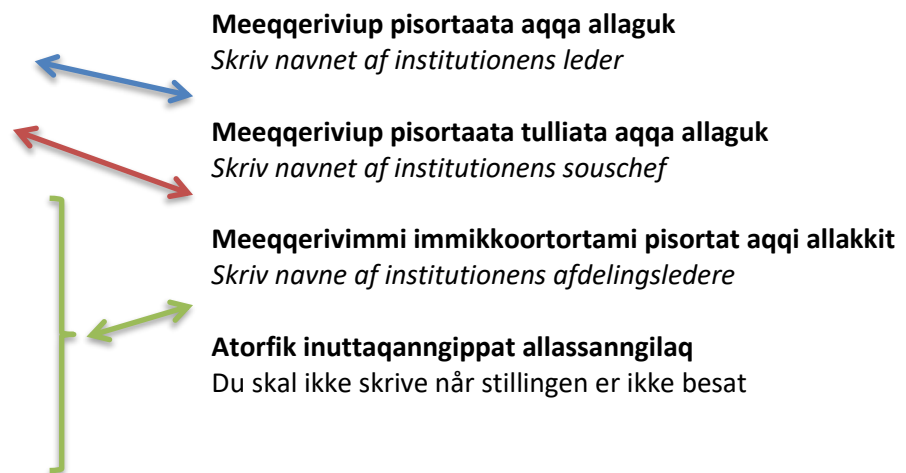 Meeqqeriviup pisortaata aqqa allaguk
Skriv navnet af institutionens leder
Meeqqeriviup pisortaata tulliata aqqa allaguk
Skriv navnet af institutionens souschef
Meeqqerivimmi immikkoortortami pisortat aqqi allakkit
Skriv navne af institutionens afdelingsledere
Atorfik inuttaqanngippat allassanngilaq
Du skal ikke skrive når stillingen er ikke besat